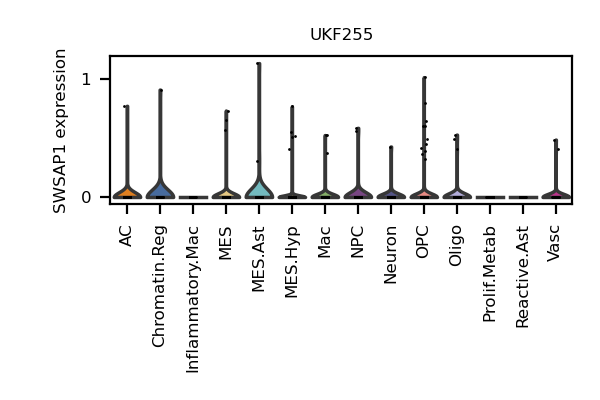 UKF255
SWSAP1 expression
1
0
AC
Chromatin.Reg
Inflammatory.Mac
MES
MES.Ast
MES.Hyp
Mac
NPC
Neuron
OPC
Oligo
Prolif.Metab
Reactive.Ast
Vasc